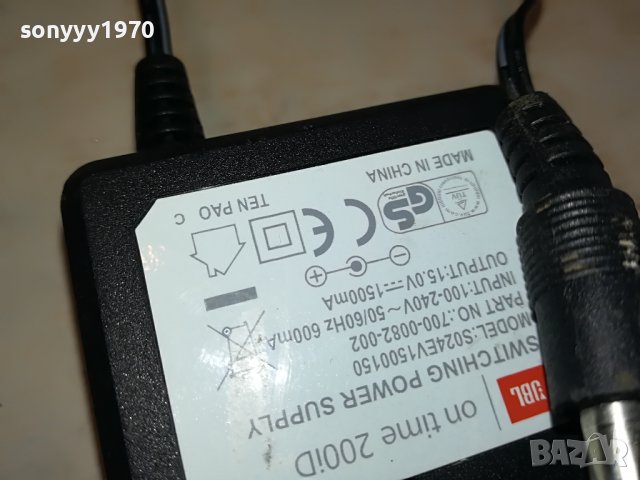 sonyyy1970
JBL on time 200iD
SWITCHING POWER SUPPLY
MODEL:S024EV1500150
PART NO.:700-0082-002
INPUT:100-240V~50/60Hz 600mA
OUTPUT:15.0V⎓1500mA
TEN PAO C
MADE IN CHINA
BAZAR